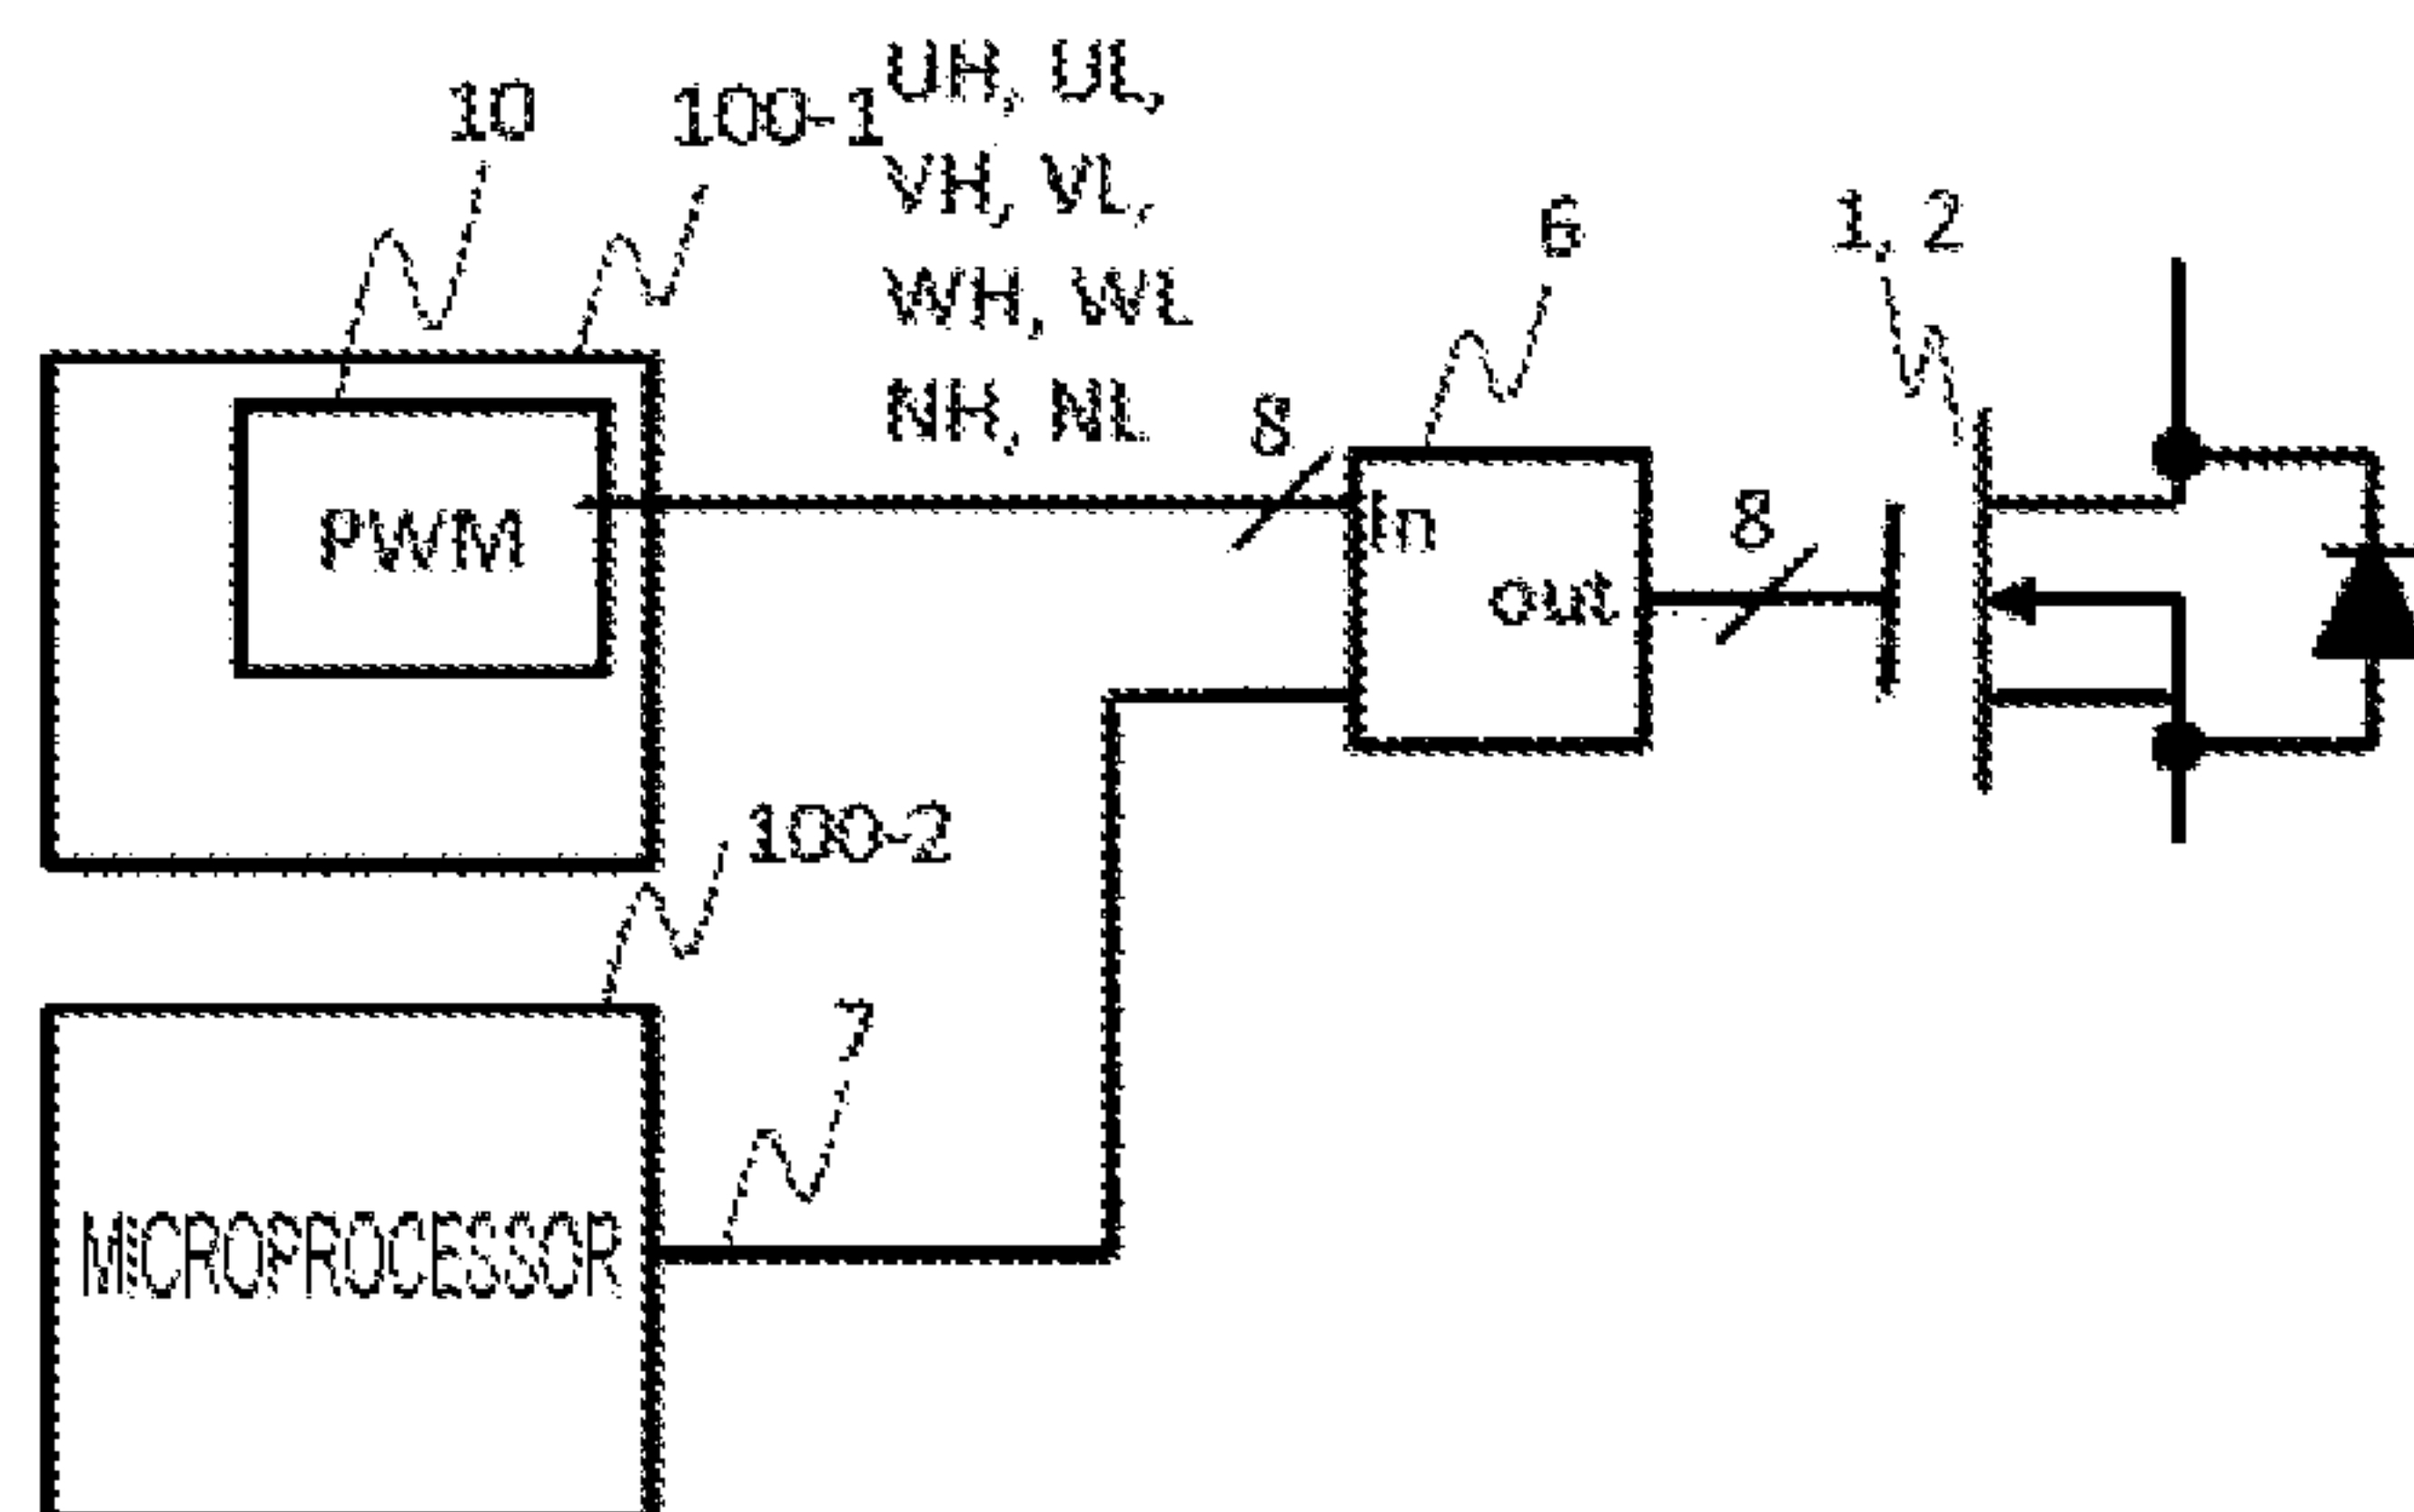 10
100-1
UH, UL,
VH, VL,
WH, WL
NH, NL
6
1, 2
8
PWM
In
8
out
100-2
7
MICROPROCESSOR